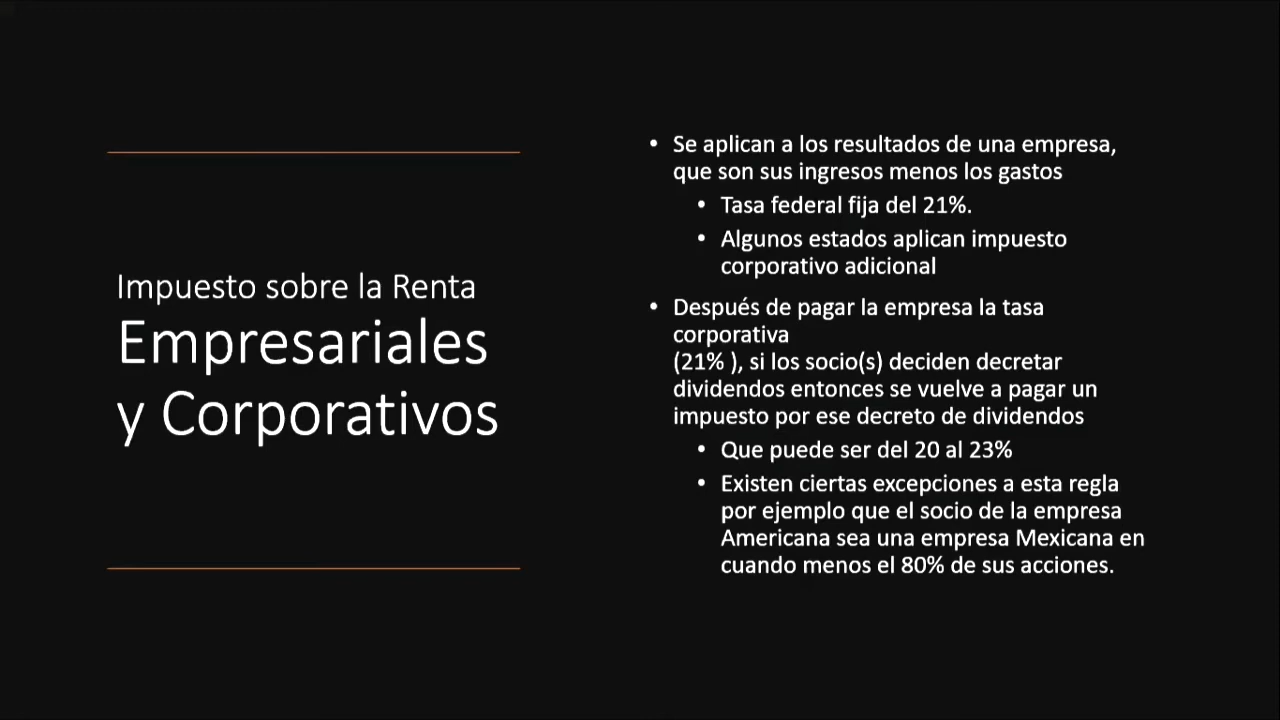 Impuesto sobre la Renta
Empresariales
y Corporativos
• Se aplican a los resultados de una empresa,
que son sus ingresos menos los gastos
• Tasa federal fija del 21%.
• Algunos estados aplican impuesto
corporativo adicional
• Después de pagar la empresa la tasa
corporativa
(21% ), si los socio(s) deciden decretar
dividendos entonces se vuelve a pagar un
impuesto por ese decreto de dividendos
• Que puede ser del 20 al 23%
• Existen ciertas excepciones a esta regla
por ejemplo que el socio de la empresa
Americana sea una empresa Mexicana en
cuando menos el 80% de sus acciones.